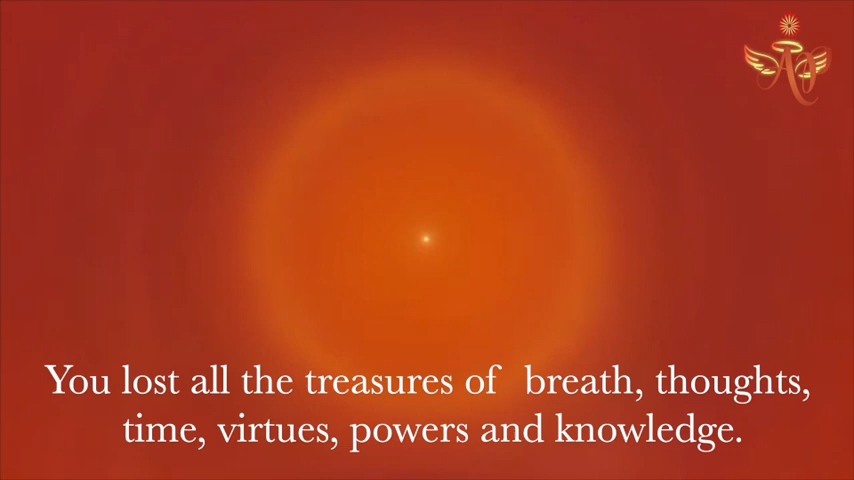 You lost all the treasures of  breath, thoughts,
time, virtues, powers and knowledge.